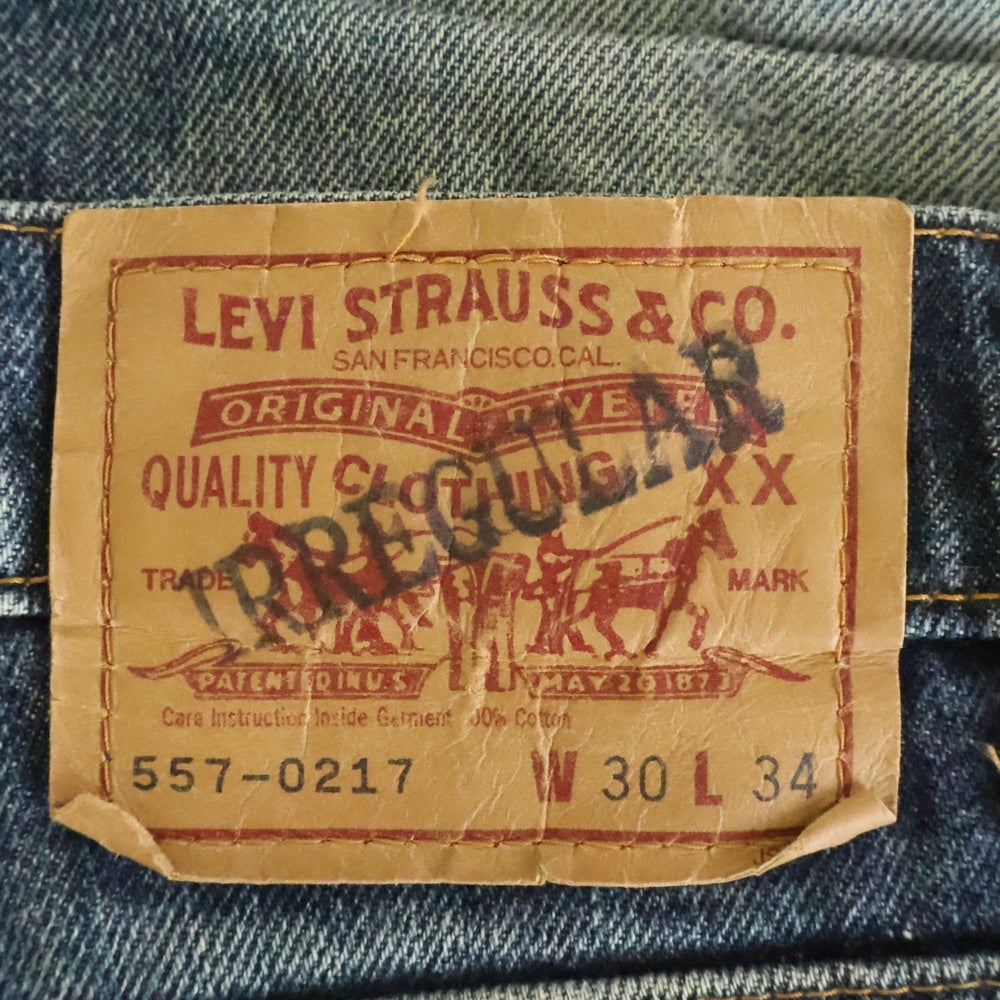 LEVI STRAUSS & CO.
SAN FRANCISCO.CAL.
ORIGINAL RIVETED
QUALITY CLOTHING XX
IRREGULAR
TRADE MARK
PATENTED IN U.S. MAY 20 1873
Care Instruction Inside Garment 100% Cotton
557-0217 W 30 L 34